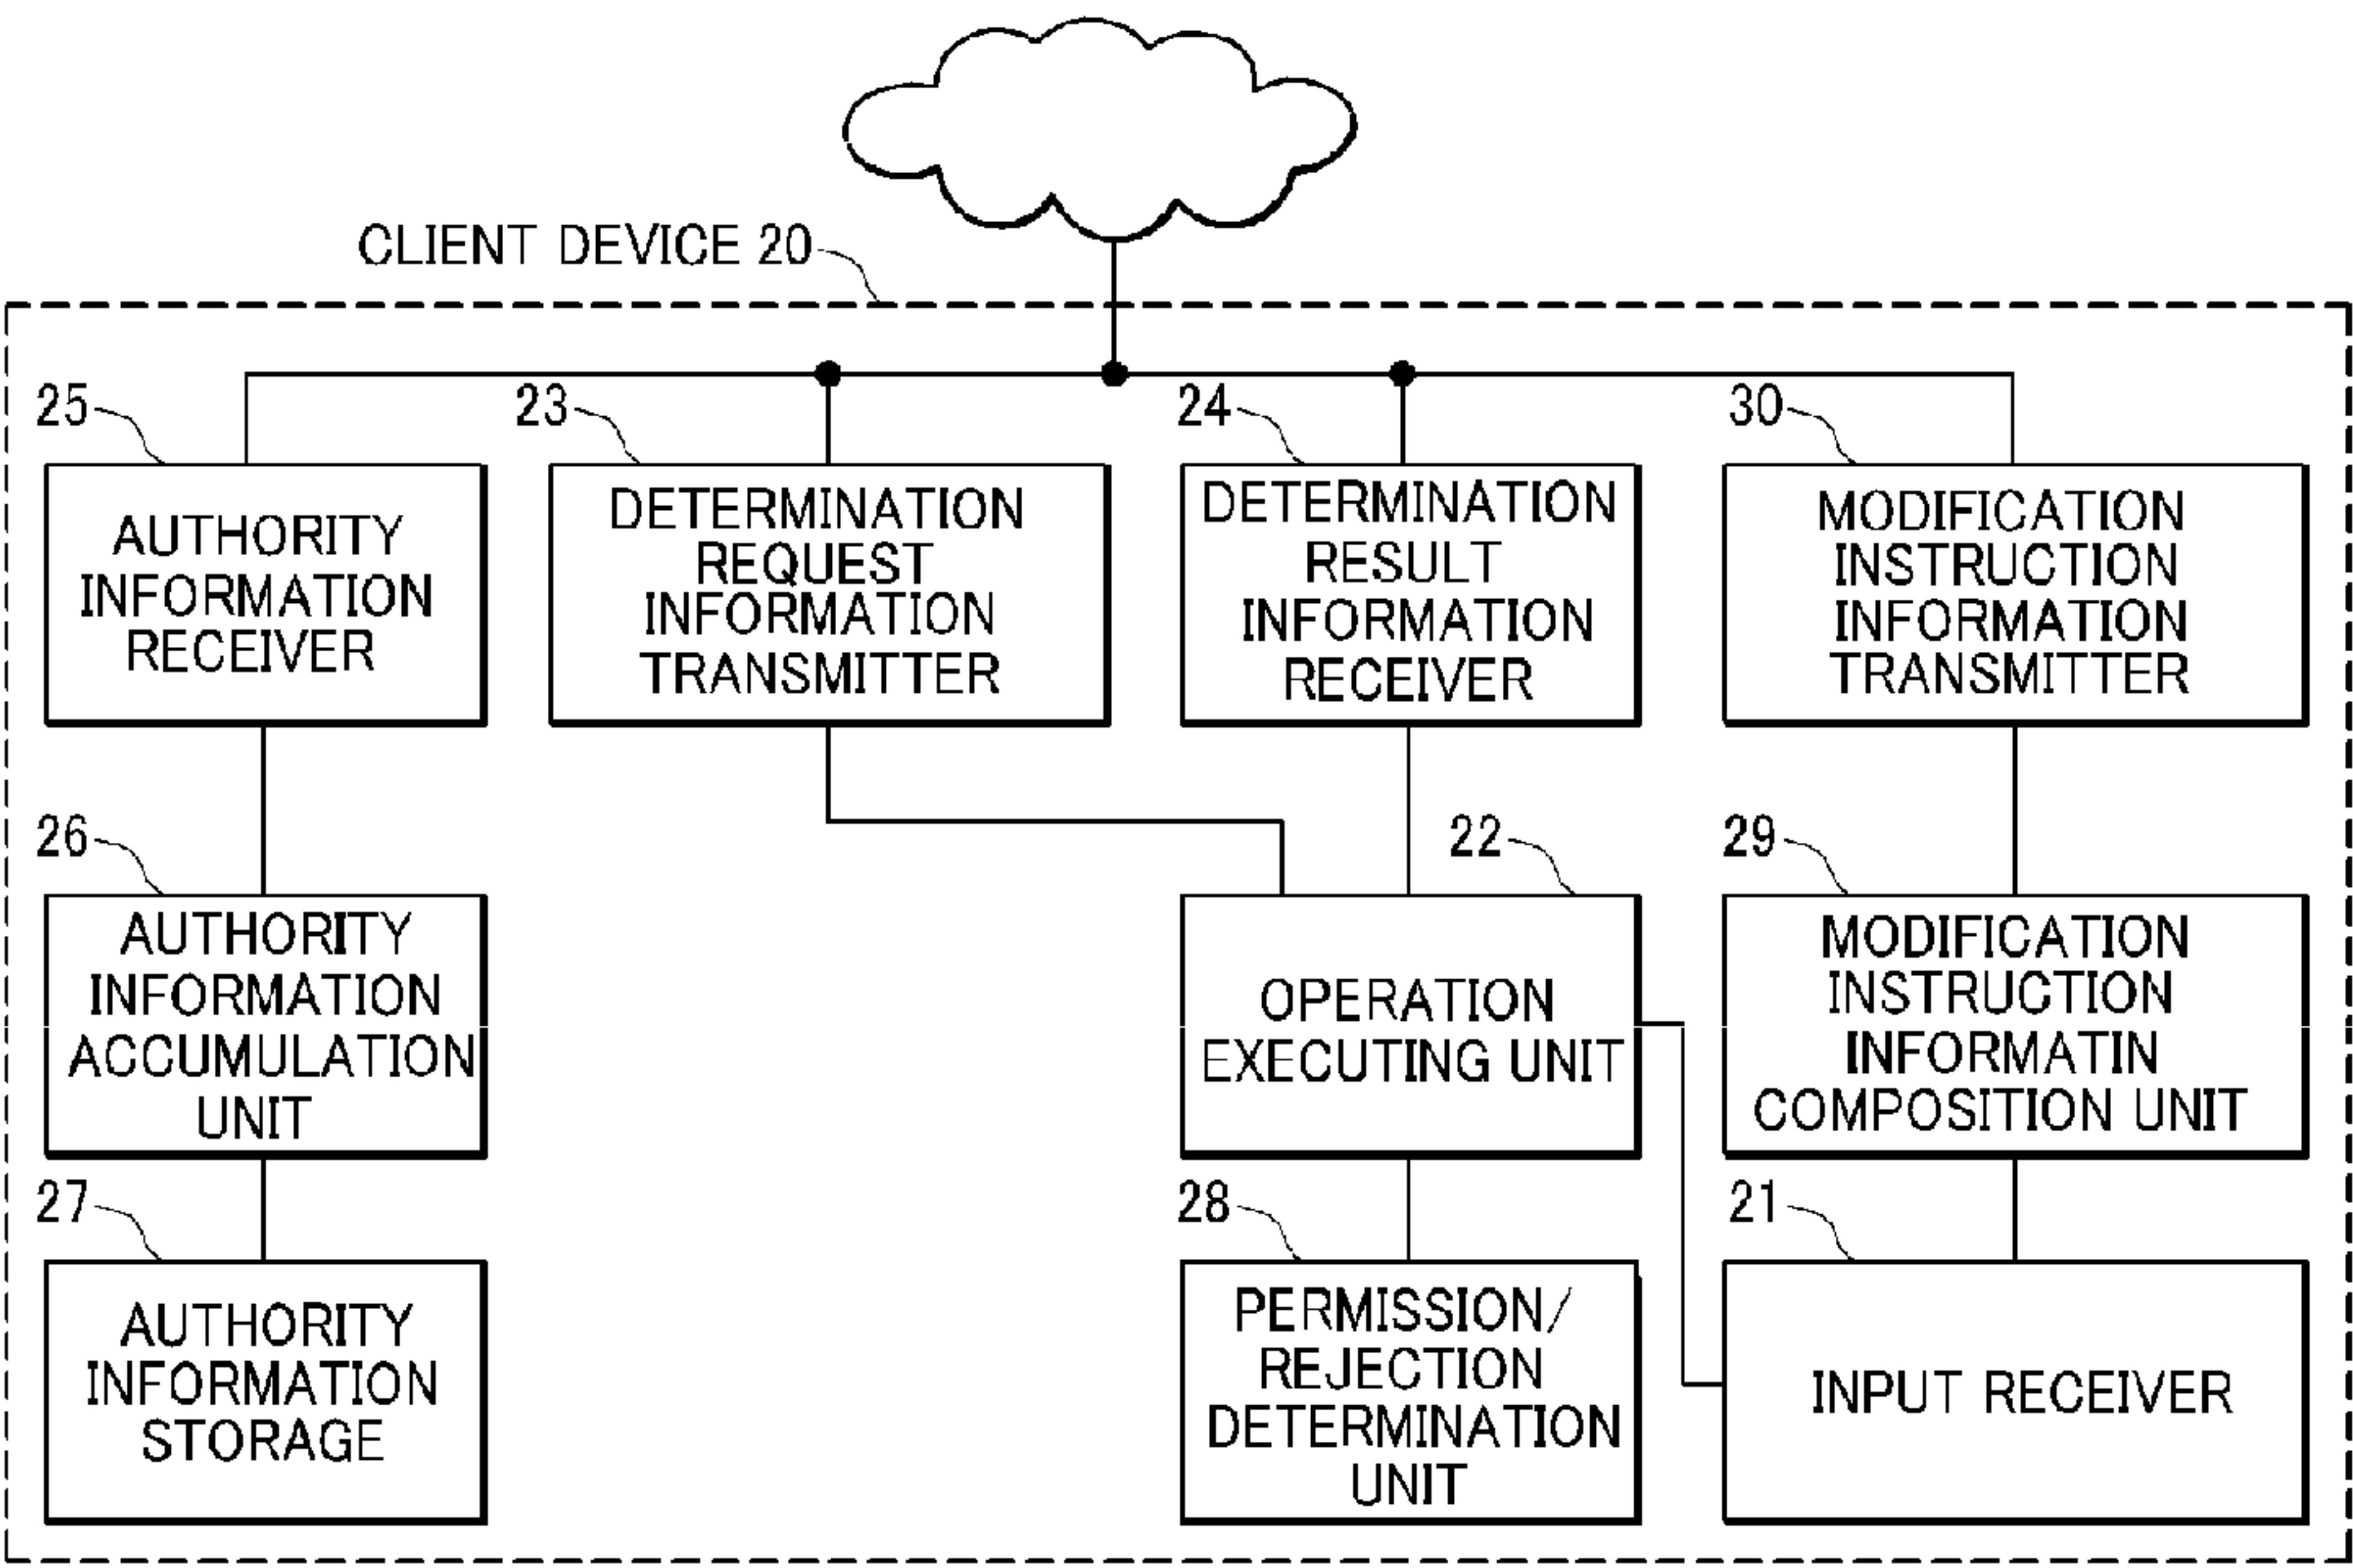 CLIENT DEVICE 20
25
AUTHORITY
INFORMATION
RECEIVER
23
DETERMINATION
REQUEST
INFORMATION
TRANSMITTER
24
DETERMINATION
RESULT
INFORMATION
RECEIVER
30
MODIFICATION
INSTRUCTION
INFORMATION
TRANSMITTER
26
AUTHORITY
INFORMATION
ACCUMULATION
UNIT
22
OPERATION
EXECUTING UNIT
29
MODIFICATION
INSTRUCTION
INFORMATIN
COMPOSITION UNIT
27
AUTHORITY
INFORMATION
STORAGE
28
PERMISSION/
REJECTION
DETERMINATION
UNIT
21
INPUT RECEIVER